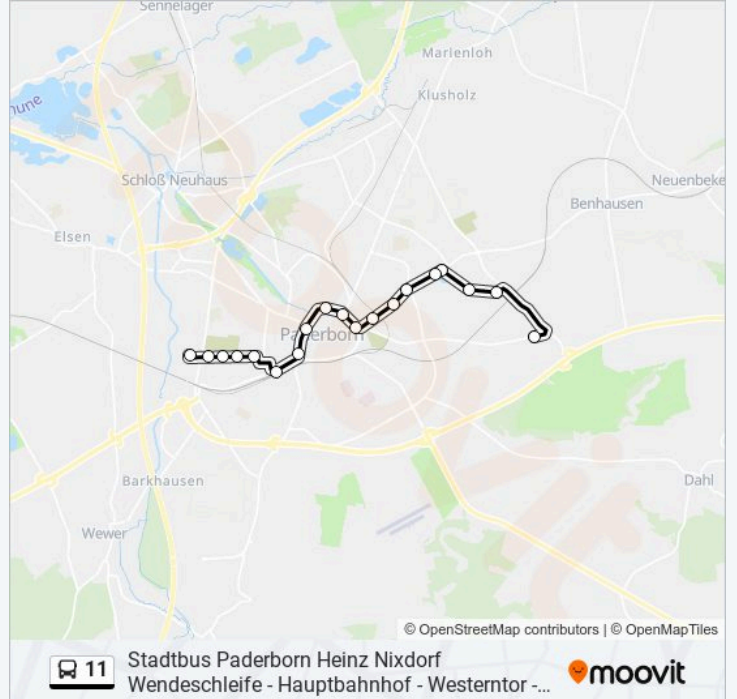 Sennelager
Marienloh
Klusholz
Schloß Neuhaus
Neuenbeke
Benhausen
Elsen
Paderborn
Barkhausen
Dahl
Wewer
© OpenStreetMap contributors | © OpenMapTiles
11
Stadtbus Paderborn Heinz Nixdorf
Wendeschleife - Hauptbahnhof - Westerntor -...
moovit